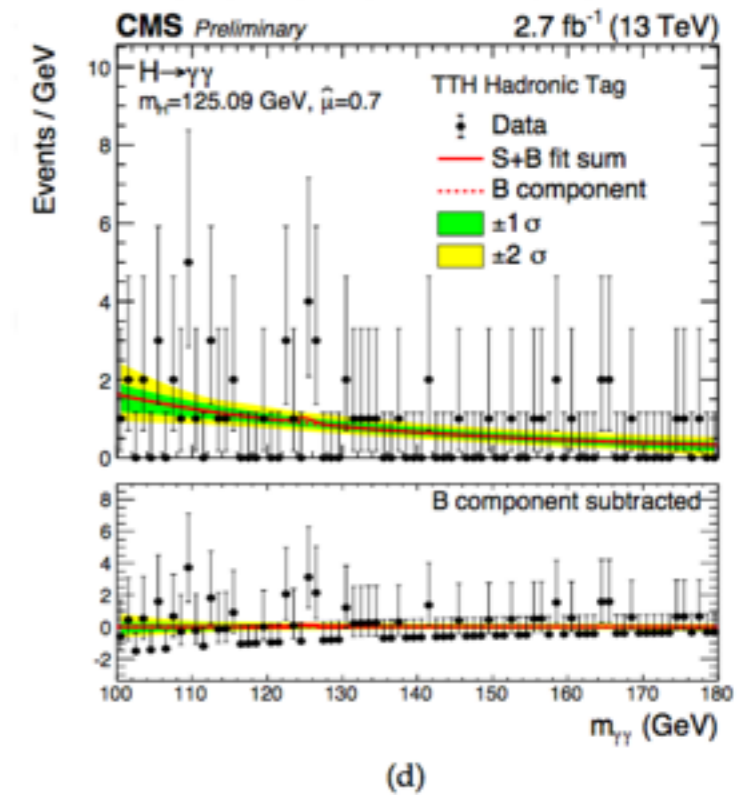 CMS Preliminary 2.7 fb⁻¹ (13 TeV)
Events / GeV
10
8
6
4
2
0
H→γγ
m_H=125.09 GeV, μ̂=0.7
TTH Hadronic Tag
Data
S+B fit sum
B component
±1 σ
±2 σ
B component subtracted
8
6
4
2
0
-2
100 110 120 130 140 150 160 170 180
m_γγ (GeV)
(d)